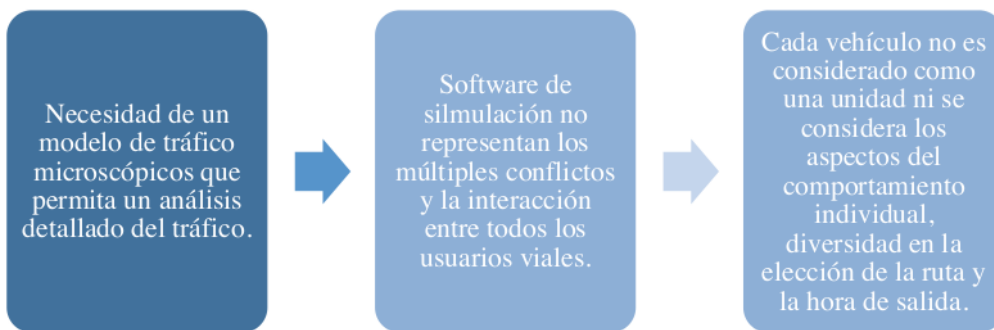 Necesidad de un
modelo de tráfico
microscópicos que
permita un análisis
detallado del tráfico.
Software de
silmulación no
representan los
múltiples conflictos
y la interacción
entre todos los
usuarios viales.
Cada vehículo no es
considerado como
una unidad ni se
considera los
aspectos del
comportamiento
individual,
diversidad en la
elección de la ruta y
la hora de salida.